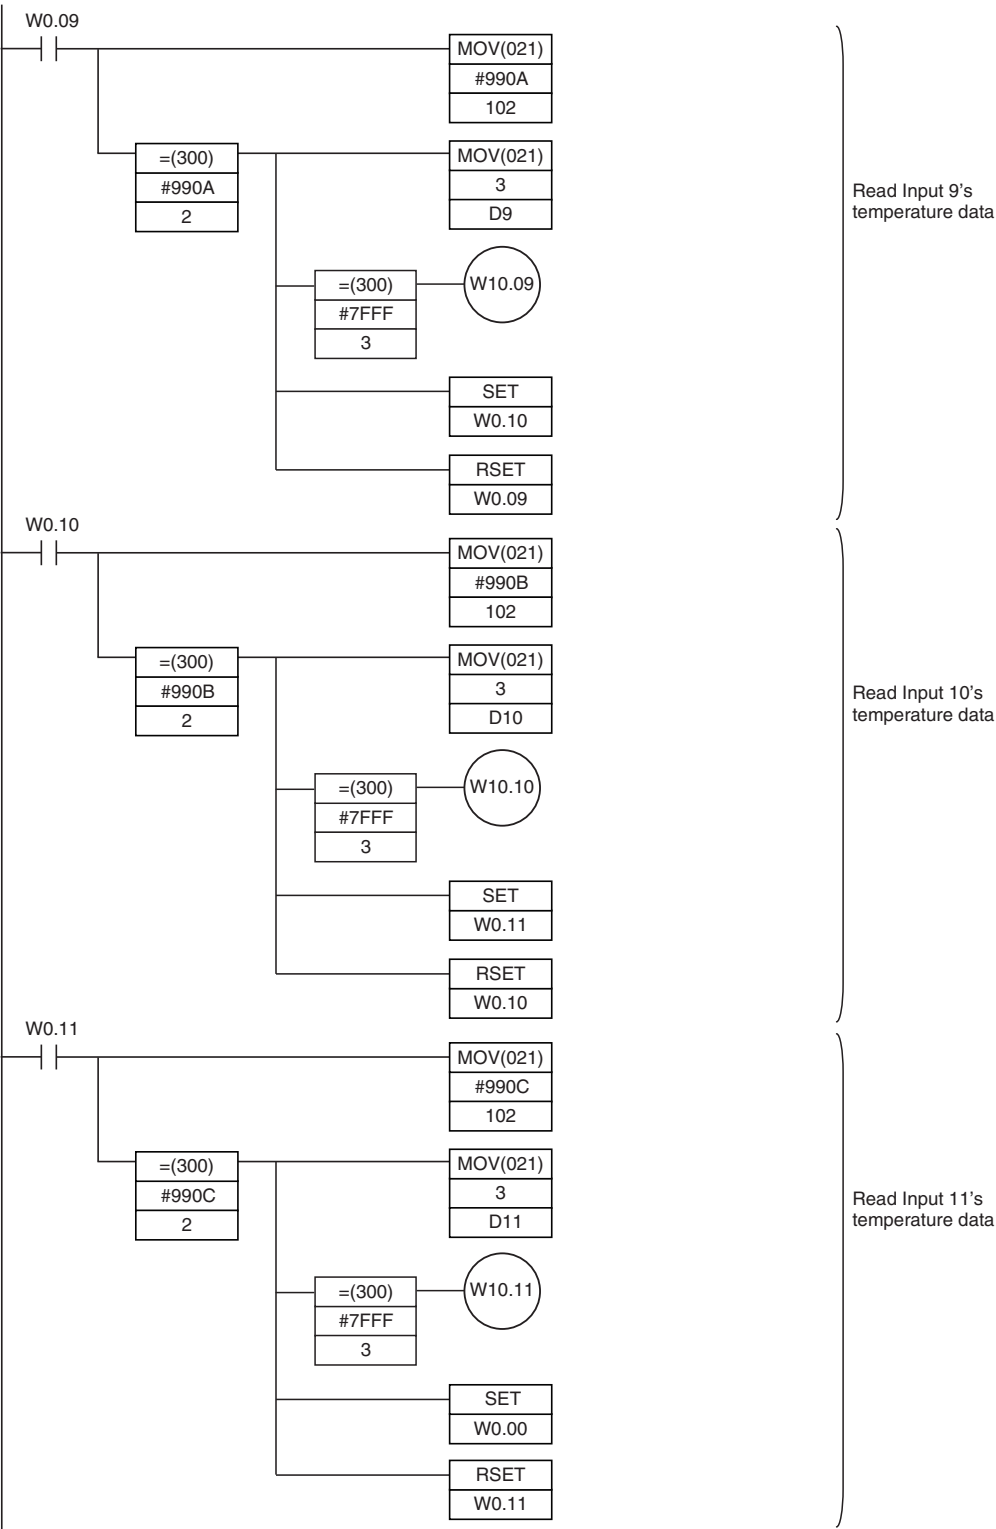 W0.09
MOV(021)
#990A
102
=(300)
#990A
2
MOV(021)
3
D9
Read Input 9's
temperature data
=(300)
#7FFF
3
W10.09
SET
W0.10
RSET
W0.09
W0.10
MOV(021)
#990B
102
=(300)
#990B
2
MOV(021)
3
D10
Read Input 10's
temperature data
=(300)
#7FFF
3
W10.10
SET
W0.11
RSET
W0.10
W0.11
MOV(021)
#990C
102
=(300)
#990C
2
MOV(021)
3
D11
Read Input 11's
temperature data
=(300)
#7FFF
3
W10.11
SET
W0.00
RSET
W0.11